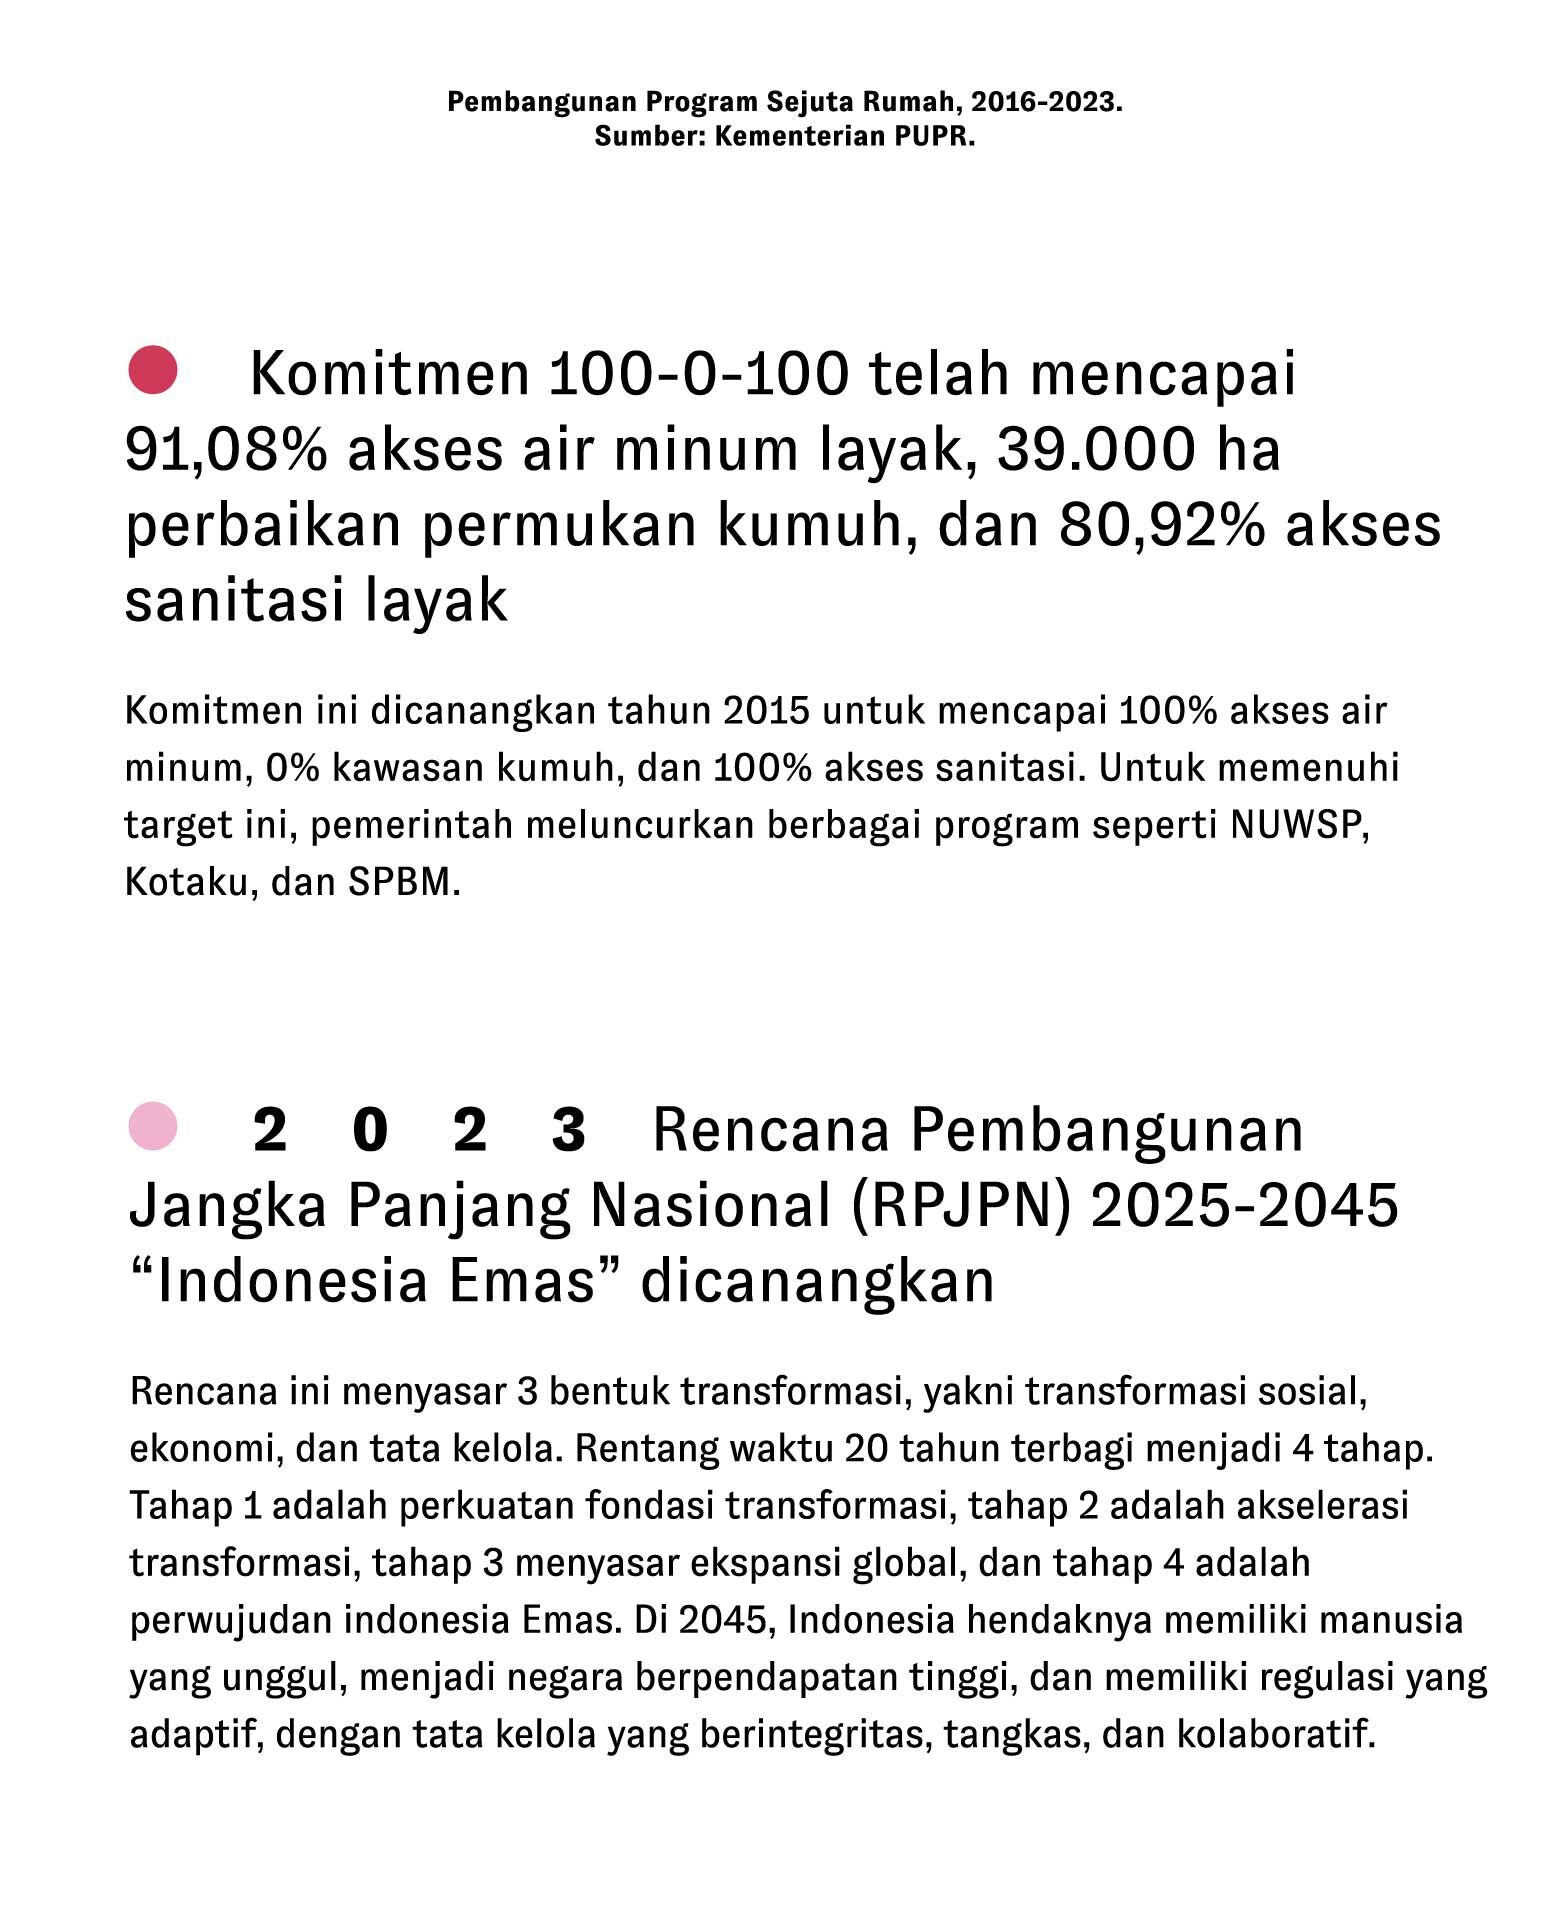 Pembangunan Program Sejuta Rumah, 2016-2023.
Sumber: Kementerian PUPR.
Komitmen 100-0-100 telah mencapai
91,08% akses air minum layak, 39.000 ha
perbaikan permukan kumuh, dan 80,92% akses
sanitasi layak
Komitmen ini dicanangkan tahun 2015 untuk mencapai 100% akses air
minum, 0% kawasan kumuh, dan 100% akses sanitasi. Untuk memenuhi
target ini, pemerintah meluncurkan berbagai program seperti NUWSP,
Kotaku, dan SPBM.
2 0 2 3 Rencana Pembangunan
Jangka Panjang Nasional (RPJPN) 2025-2045
“Indonesia Emas” dicanangkan
Rencana ini menyasar 3 bentuk transformasi, yakni transformasi sosial,
ekonomi, dan tata kelola. Rentang waktu 20 tahun terbagi menjadi 4 tahap.
Tahap 1 adalah perkuatan fondasi transformasi, tahap 2 adalah akselerasi
transformasi, tahap 3 menyasar ekspansi global, dan tahap 4 adalah
perwujudan indonesia Emas. Di 2045, Indonesia hendaknya memiliki manusia
yang unggul, menjadi negara berpendapatan tinggi, dan memiliki regulasi yang
adaptif, dengan tata kelola yang berintegritas, tangkas, dan kolaboratif.